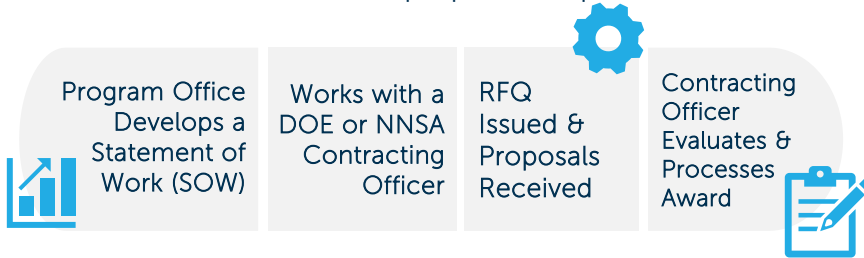 Program Office
Develops a
Statement of
Work (SOW)
Works with a
DOE or NNSA
Contracting
Officer
RFQ
Issued &
Proposals
Received
Contracting
Officer
Evaluates &
Processes
Award